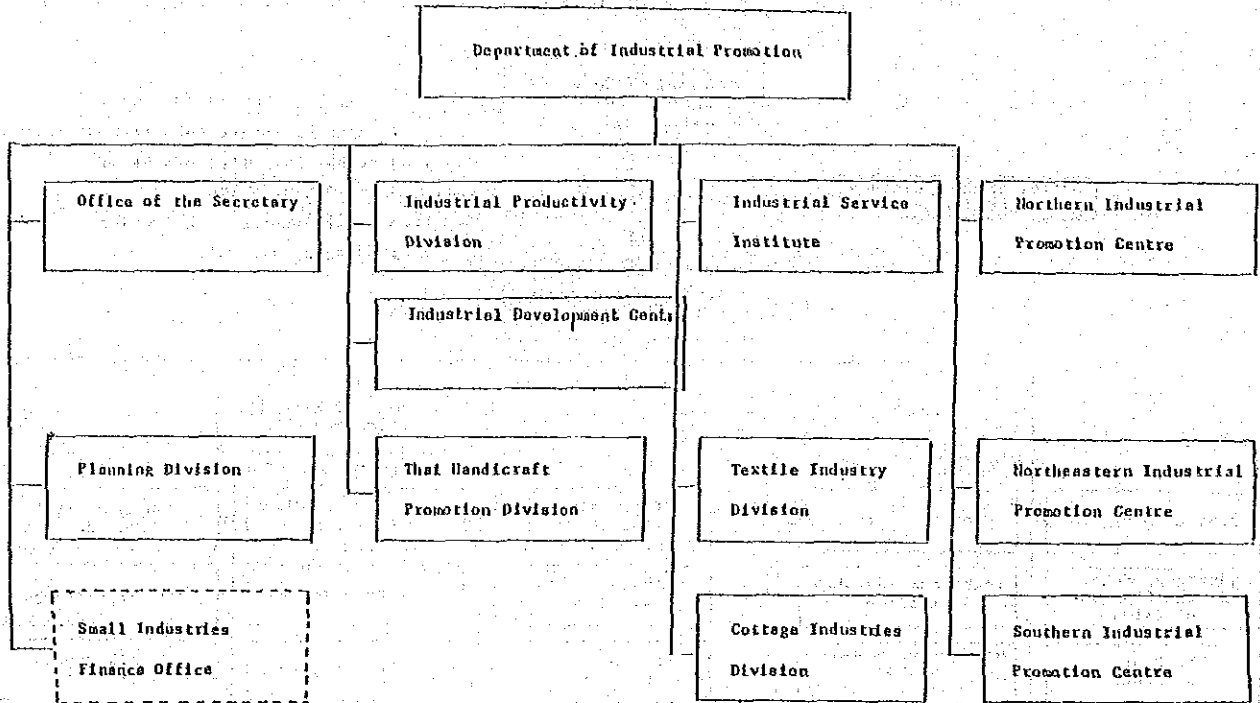 Department of Industrial Promotion
Office of the Secretary
Industrial Productivity
Division
Industrial Service
Institute
Northern Industrial
Promotion Centre
Industrial Development Cent
Planning Division
Thai Handicraft
Promotion Division
Textile Industry
Division
Northeastern Industrial
Promotion Centre
Small Industries
Finance Office
Cottage Industries
Division
Southern Industrial
Promotion Centre